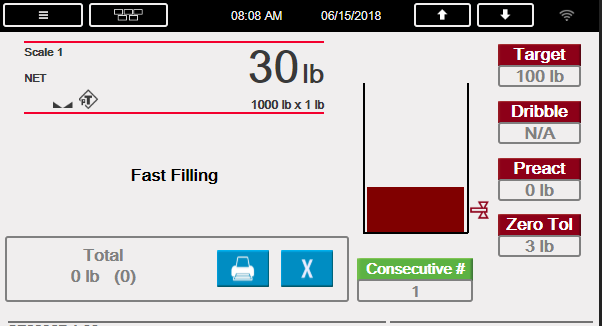 08:08 AM 06/15/2018
Scale 1
NET
30 lb
1000 lb x 1 lb
Fast Filling
Target
100 lb
Dribble
N/A
Preact
0 lb
Zero Tol
3 lb
Total
0 lb (0)
X
Consecutive #
1